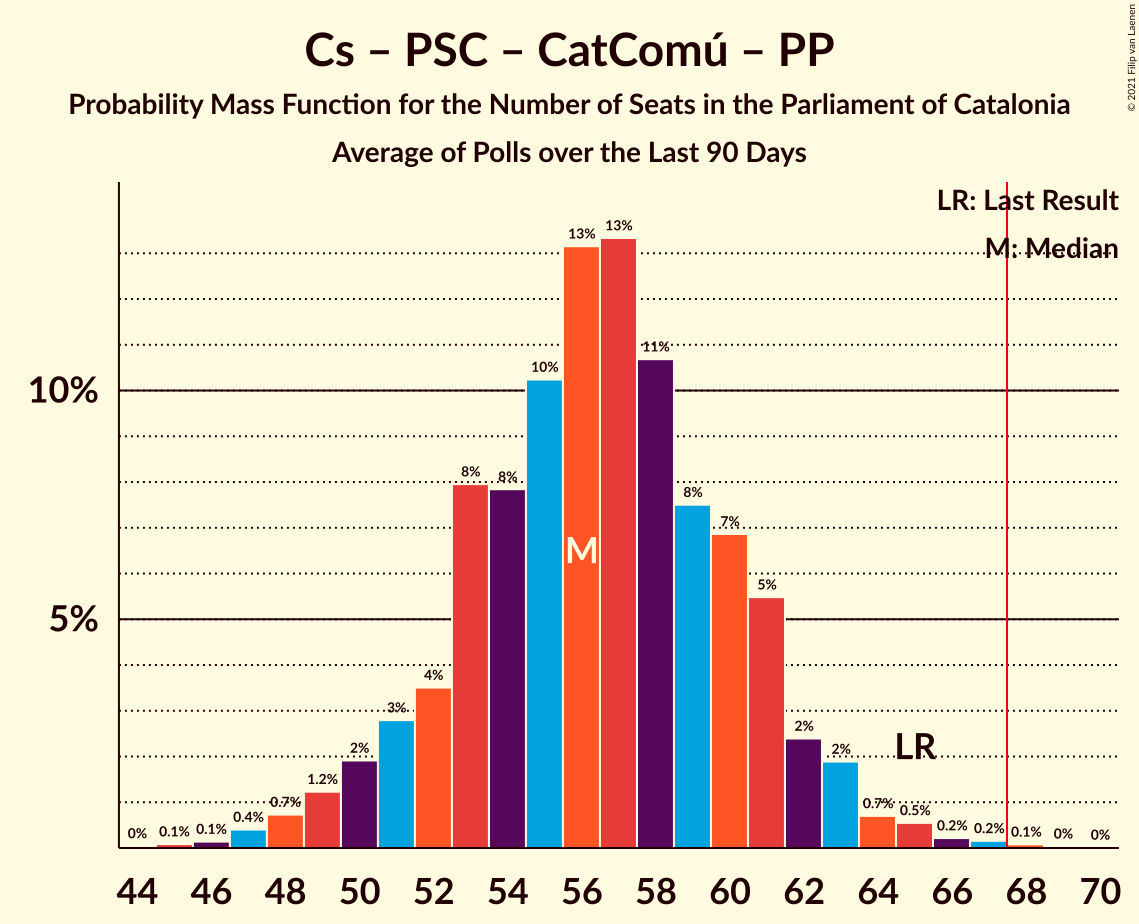 Cs – PSC – CatComú – PP
Probability Mass Function for the Number of Seats in the Parliament of Catalonia
Average of Polls over the Last 90 Days
© 2021 Filip van Laenen
LR: Last Result
M: Median
10%
5%
0% 0.1% 0.1% 0.4% 0.7% 1.2% 2% 3% 4% 8% 8% 10% 13% 13% 11% 8% 7% 5% 2% 2% 0.7% 0.5% 0.2% 0.2% 0.1% 0% 0%
M
LR
44 46 48 50 52 54 56 58 60 62 64 66 68 70